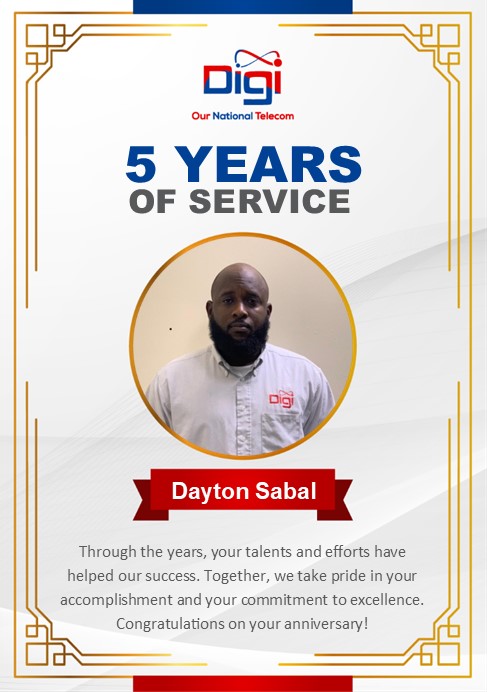 Digi
Our National Telecom
5 YEARS
OF SERVICE
Digi
Dayton Sabal
Through the years, your talents and efforts have
helped our success. Together, we take pride in your
accomplishment and your commitment to excellence.
Congratulations on your anniversary!